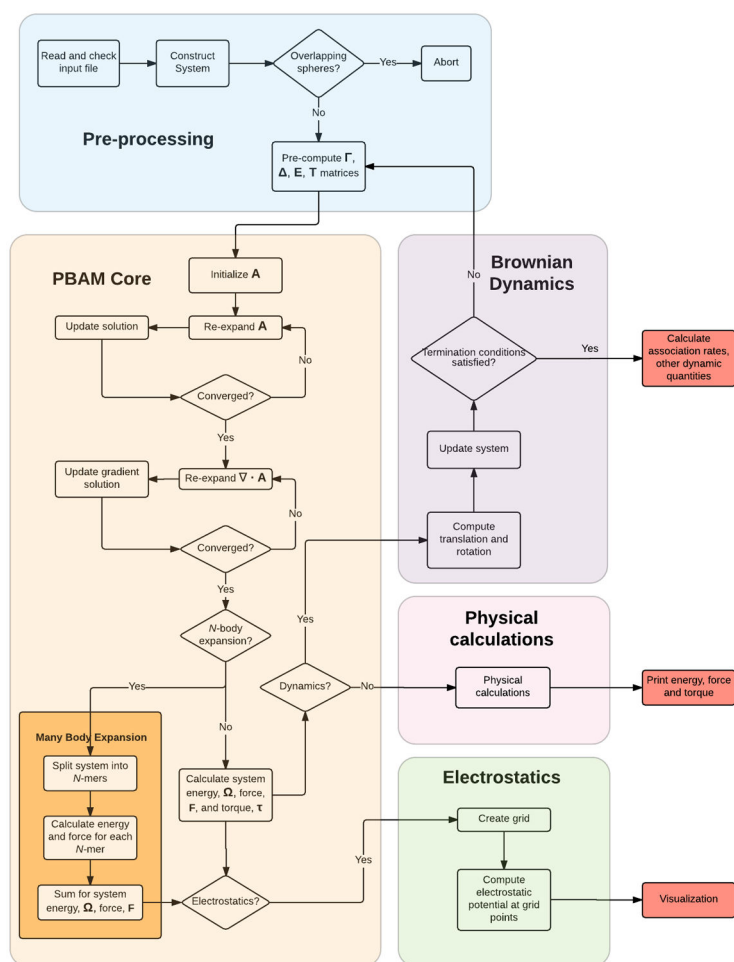 Read and check
input file
Construct
System
Overlapping
spheres?
Yes
Abort
No
Pre-processing
Pre-compute Γ,
Δ, E, T matrices
PBAM Core
Initialize A
Update solution
Re-expand A
No
Converged?
Yes
Update gradient
solution
Re-expand ∇ · A
No
Converged?
Yes
N-body
expansion?
Yes
No
Many Body Expansion
Split system into
N-mers
Calculate energy
and force for each
N-mer
Sum for system
energy, Ω, force, F
Calculate system
energy, Ω, force,
F, and torque, τ
Electrostatics?
Yes
Dynamics?
Yes
No
Brownian
Dynamics
No
Termination conditions
satisfied?
Yes
Update system
Compute
translation and
rotation
Calculate
association rates,
other dynamic
quantities
Physical
calculations
Physical
calculations
Print energy, force
and torque
Electrostatics
Create grid
Compute
electrostatic
potential at grid
points
Visualization